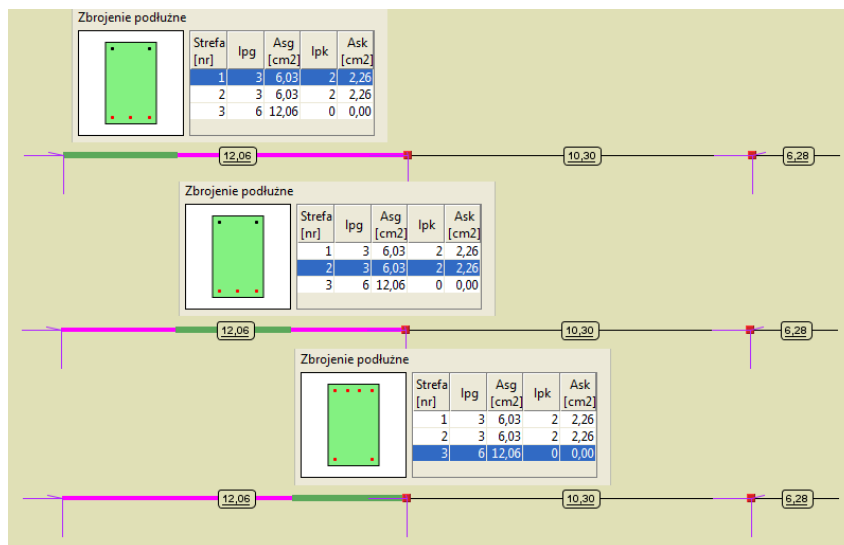 Zbrojenie podłużne
Strefa [nr] lpg Asg [cm2] lpk Ask [cm2]
1 3 6,03 2 2,26
2 3 6,03 2 2,26
3 6 12,06 0 0,00
12,06 10,30 6,28
Zbrojenie podłużne
Strefa [nr] lpg Asg [cm2] lpk Ask [cm2]
1 3 6,03 2 2,26
2 3 6,03 2 2,26
3 6 12,06 0 0,00
12,06 10,30 6,28
Zbrojenie podłużne
Strefa [nr] lpg Asg [cm2] lpk Ask [cm2]
1 3 6,03 2 2,26
2 3 6,03 2 2,26
3 6 12,06 0 0,00
12,06 10,30 6,28